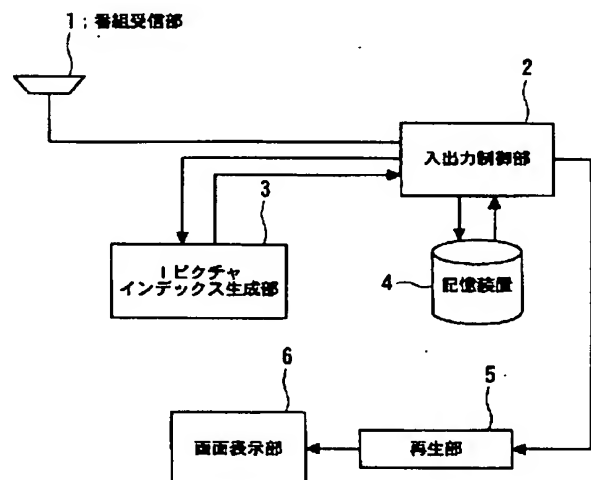 1；番組受信部
2
入出力制御部
3
Iピクチャ
インデックス生成部
4
記憶装置
6
画面表示部
5
再生部